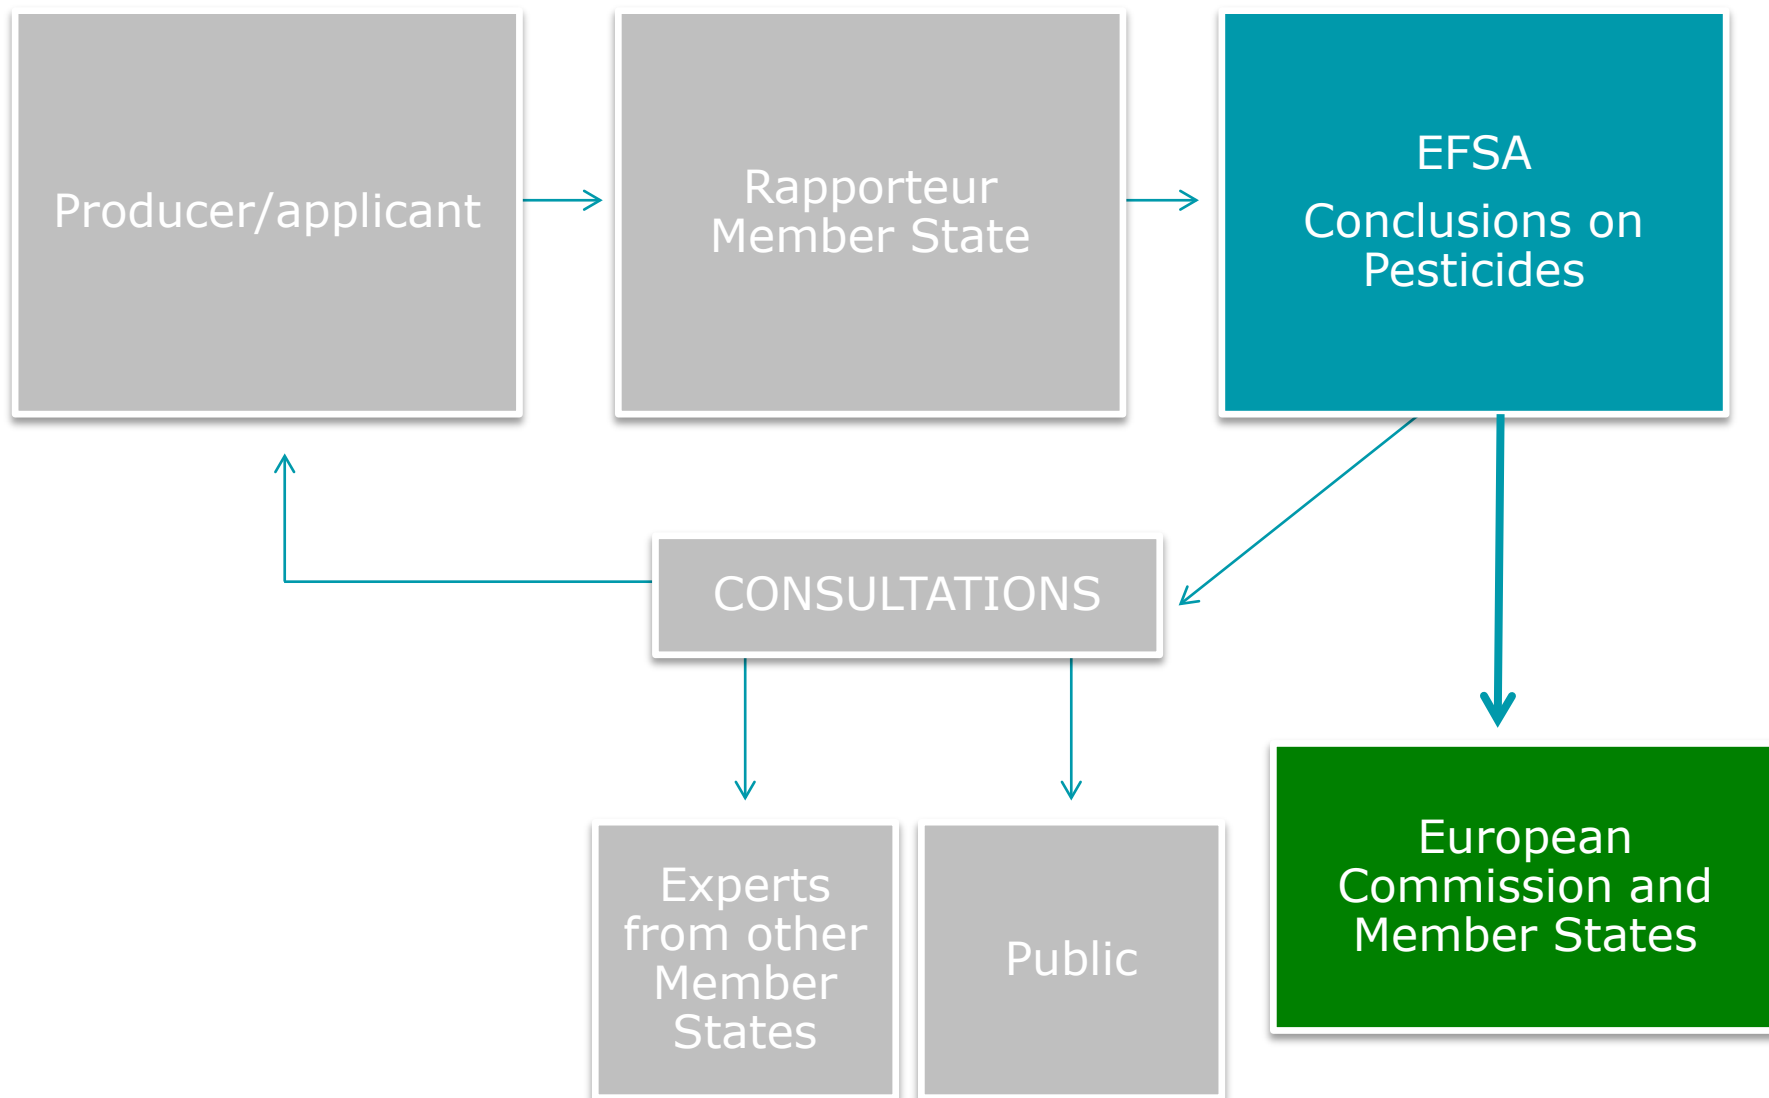 Producer/applicant
Rapporteur
Member State
EFSA
Conclusions on
Pesticides
CONSULTATIONS
Experts
from other
Member
States
Public
European
Commission and
Member States